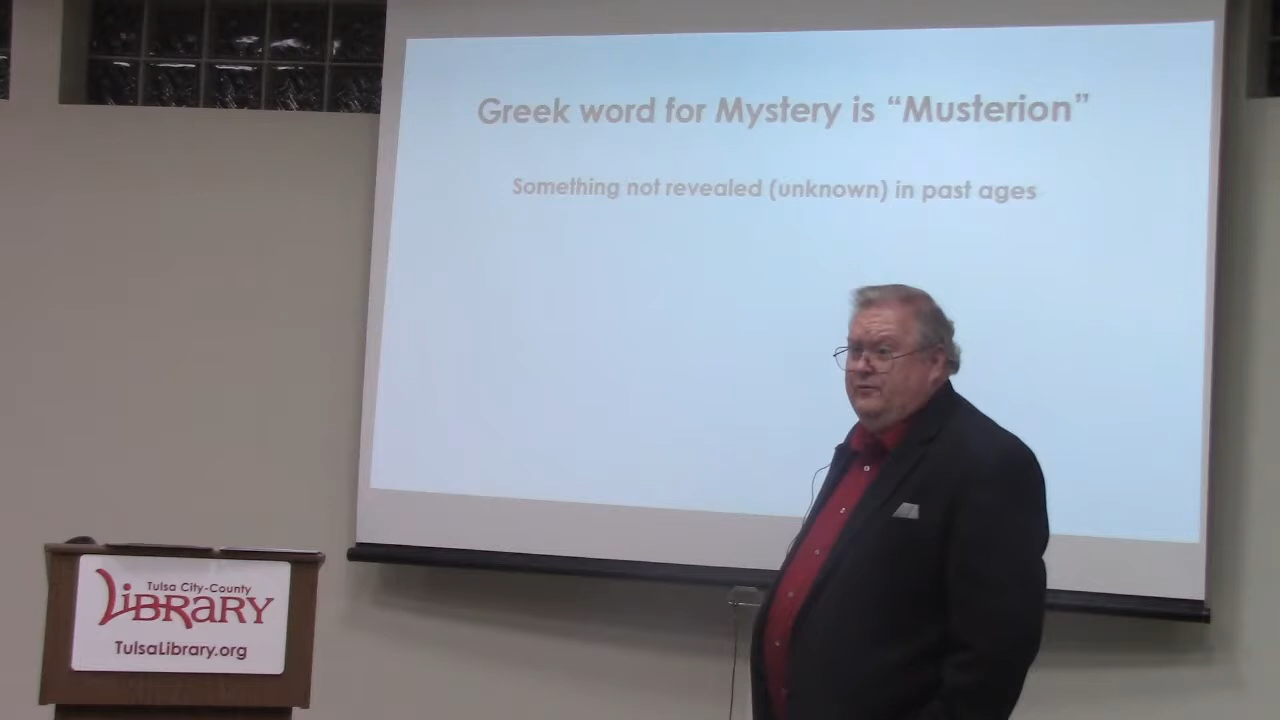 Greek word for Mystery is “Musterion”
Something not revealed (unknown) in past ages
Tulsa City-County
LiBRARY
TulsaLibrary.org